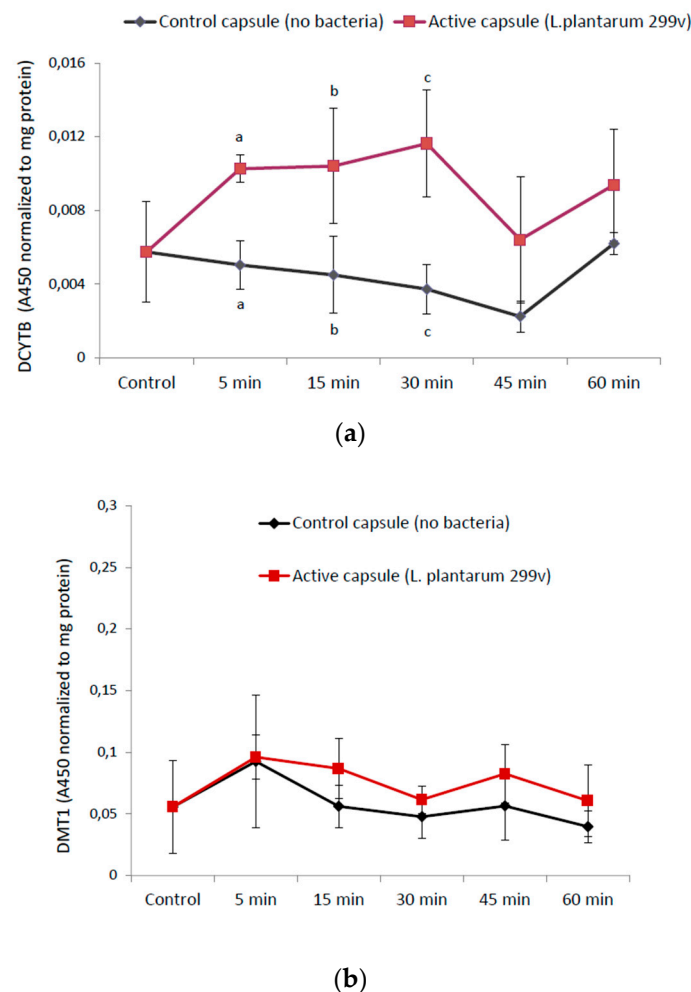 Control capsule (no bacteria) Active capsule (L.plantarum 299v)
0,016
0,012
0,008
0,004
0
DCYTB (A450 normalized to mg protein)
a b c
a b c
Control 5 min 15 min 30 min 45 min 60 min
(a)
0,3
0,25
0,2
0,15
0,1
0,05
0
DMT1 (A450 normalized to mg protein)
Control capsule (no bacteria)
Active capsule (L. plantarum 299v)
Control 5 min 15 min 30 min 45 min 60 min
(b)